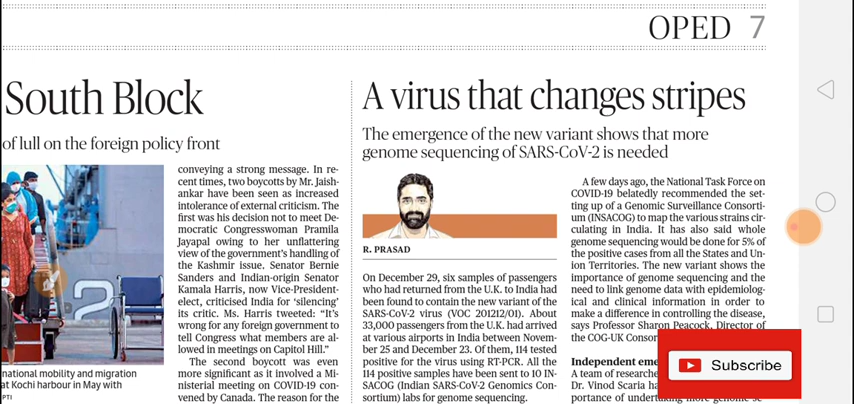 OPED 7
South Block
of lull on the foreign policy front
national mobility and migration
at Kochi harbour in May with
PTI
conveying a strong message. In re-
cent times, two boycotts by Mr. Jaish-
ankar have been seen as increased
intolerance of external criticism. The
first was his decision not to meet De-
mocratic Congresswoman Pramila
Jayapal owing to her unflattering
view of the government's handling of
the Kashmir issue. Senator Bernie
Sanders and Indian-origin Senator
Kamala Harris, now Vice-President-
elect, criticised India for 'silencing'
its critic. Ms. Harris tweeted: "It's
wrong for any foreign government to
tell Congress what members are al-
lowed in meetings on Capitol Hill."
The second boycott was even
more significant as it involved a Mi-
nisterial meeting on COVID-19 con-
vened by Canada. The reason for the
A virus that changes stripes
The emergence of the new variant shows that more
genome sequencing of SARS-CoV-2 is needed
R. PRASAD
On December 29, six samples of passengers
who had returned from the U.K. to India had
been found to contain the new variant of the
SARS-CoV-2 virus (VOC 201212/01). About
33,000 passengers from the U.K. had arrived
at various airports in India between Novem-
ber 25 and December 23. Of them, 114 tested
positive for the virus using RT-PCR. All the
114 positive samples have been sent to 10 IN-
SACOG (Indian SARS-CoV-2 Genomics Con-
sortium) labs for genome sequencing.
A few days ago, the National Task Force on
COVID-19 belatedly recommended the set-
ting up of a Genomic Surveillance Consorti-
um (INSACOG) to map the various strains cir-
culating in India. It has also said whole
genome sequencing would be done for 5% of
the positive cases from all the States and Un-
ion Territories. The new variant shows the
importance of genome sequencing and the
need to link genome data with epidemiolog-
ical and clinical information in order to
make a difference in controlling the disease,
says Professor Sharon Peacock, Director of
the COG-UK Consor
Independent eme
A team of researche
Dr. Vinod Scaria ha
portance of undertaking more genome se-
Subscribe